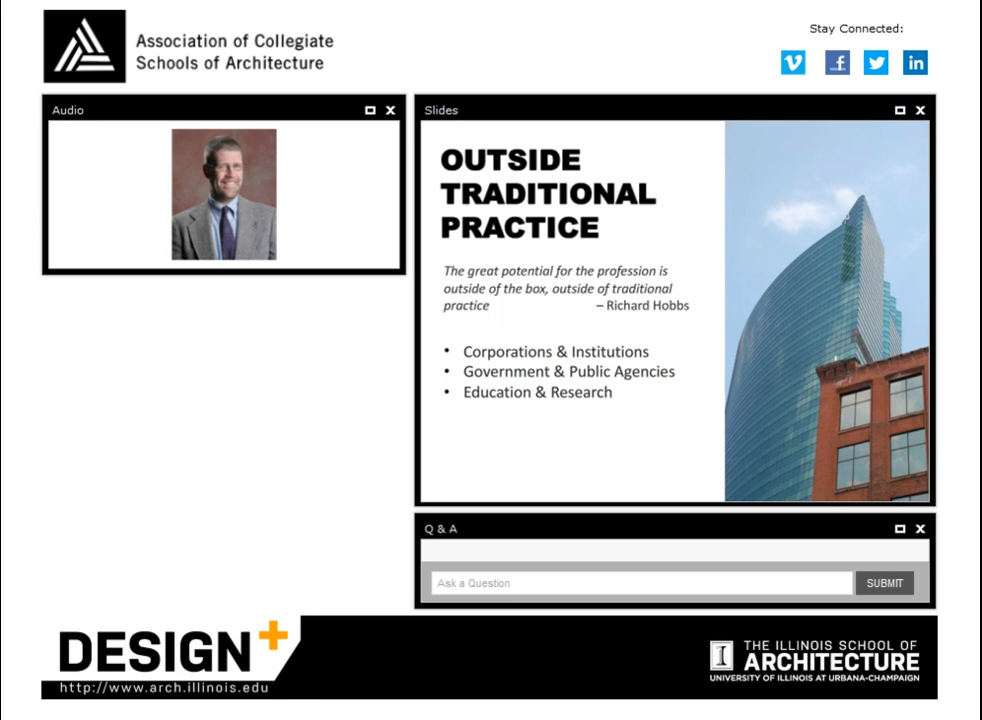 Association of Collegiate
Schools of Architecture
Stay Connected:
Audio
Slides
OUTSIDE
TRADITIONAL
PRACTICE
The great potential for the profession is
outside of the box, outside of traditional
practice – Richard Hobbs
• Corporations & Institutions
• Government & Public Agencies
• Education & Research
Q & A
Ask a Question
SUBMIT
DESIGN+
http://www.arch.illinois.edu
I
THE ILLINOIS SCHOOL OF
ARCHITECTURE
UNIVERSITY OF ILLINOIS AT URBANA-CHAMPAIGN